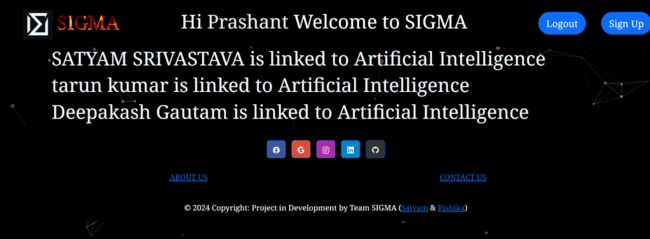 SIGMA
Hi Prashant Welcome to SIGMA
Logout
Sign Up
SATYAM SRIVASTAVA is linked to Artificial Intelligence
tarun kumar is linked to Artificial Intelligence
Deepakash Gautam is linked to Artificial Intelligence
ABOUT US
CONTACT US
© 2024 Copyright: Project in Development by Team SIGMA (Satyam & Rishika)